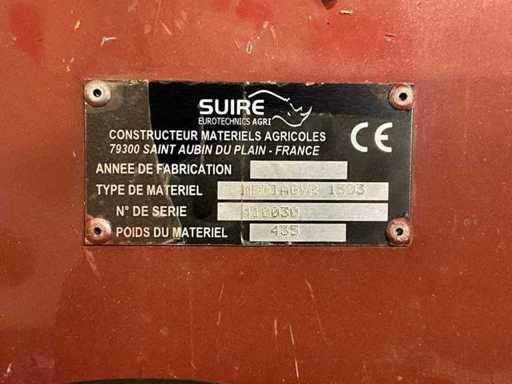 SUIRE
EUROTECHNICS AGRI
CONSTRUCTEUR MATERIELS AGRICOLES
79300 SAINT AUBIN DU PLAIN - FRANCE
CE
ANNEE DE FABRICATION
TYPE DE MATERIEL 1503
N° DE SERIE
POIDS DU MATERIEL 435